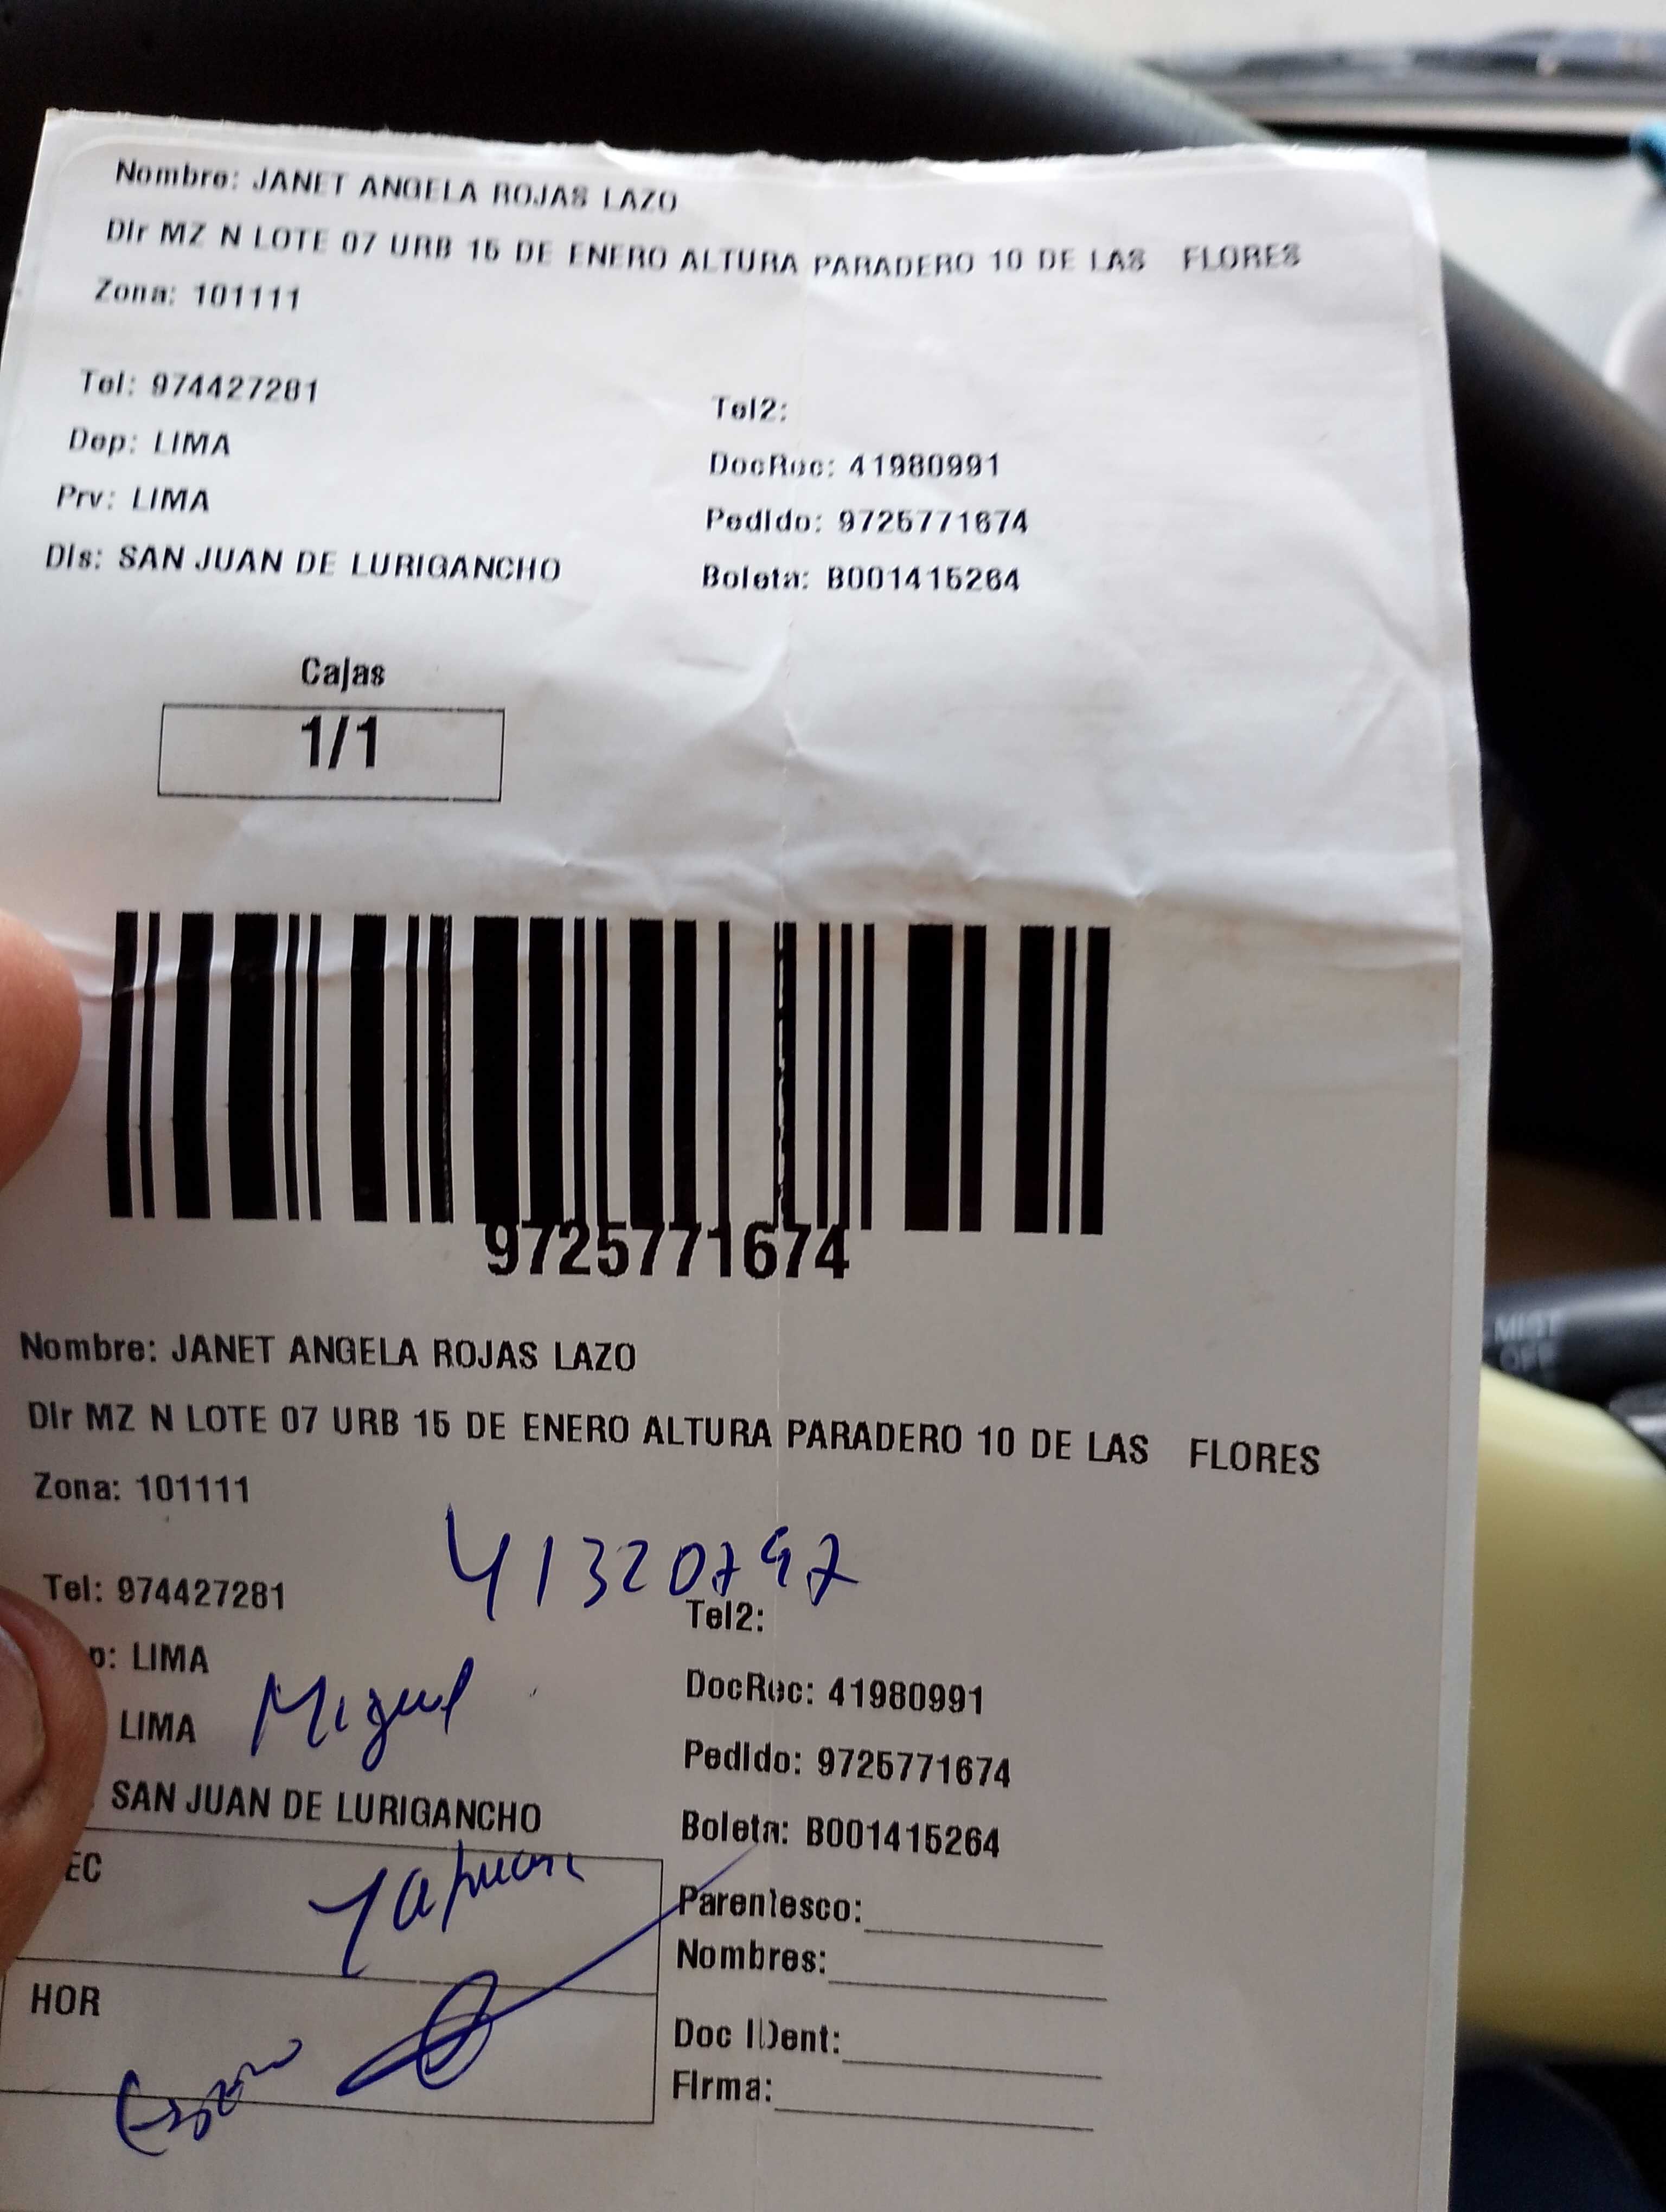 Nombre: JANET ANGELA ROJAS LAZO
Dir MZ N LOTE 07 URB 15 DE ENERO ALTURA PARADERO 10 DE LAS FLORES
Zona: 101111
Tel: 974427281
Tel2:
Dep: LIMA
DocRec: 41980991
Prv: LIMA
Pedido: 9725771674
Dis: SAN JUAN DE LURIGANCHO
Boleta: B001415264
Cajas
1/1
9725771674
Nombre: JANET ANGELA ROJAS LAZO
Dir MZ N LOTE 07 URB 15 DE ENERO ALTURA PARADERO 10 DE LAS FLORES
Zona: 101111
41320797
Tel: 974427281
Tel2:
p: LIMA
DocRec: 41980991
LIMA
Miguel
Pedido: 9725771674
SAN JUAN DE LURIGANCHO
Boleta: B001415264
EC
Parentesco:
Nombres:
HOR
Doc IDent:
Firma:
Esposo
MIST
OFF